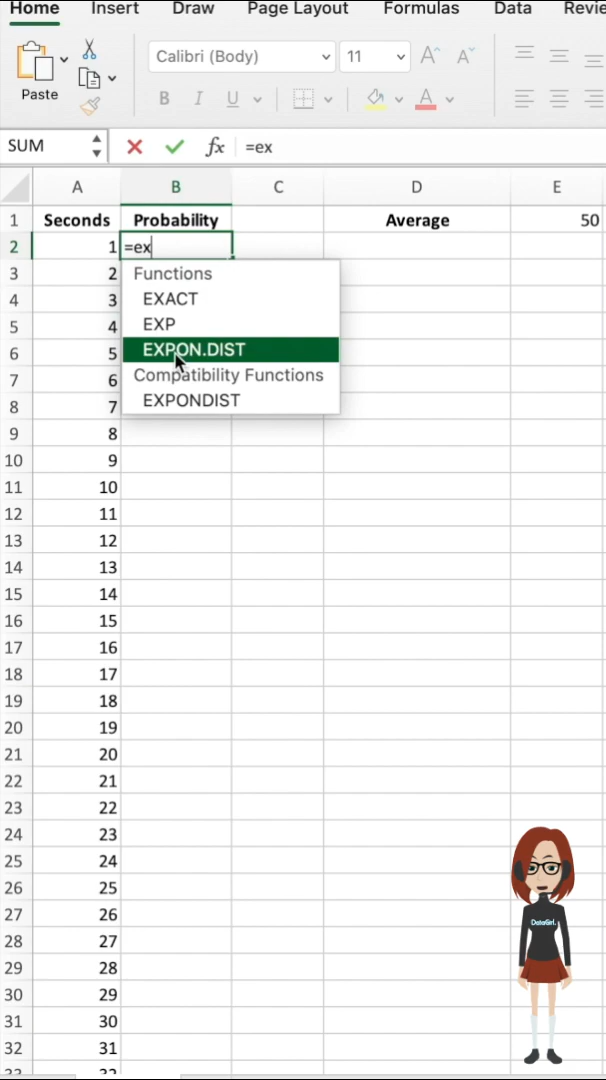 Home Insert Draw Page Layout Formulas Data Revie
Paste Calibri (Body) 11 A^ A
B I U A
SUM fx =ex
A B C D E
1 Seconds Probability Average 50
2 1 =ex
Functions
3 2
EXACT
4 3
EXP
5 4
EXPON.DIST
6 5
Compatibility Functions
7 6
EXPONDIST
8 7
9 8
10 9
11 10
12 11
13 12
14 13
15 14
16 15
17 16
18 17
19 18
20 19
21 20
22 21
23 22
24 23
25 24
26 25
27 26
DataGirl.
28 27
29 28
30 29
31 30
32 31
33 32